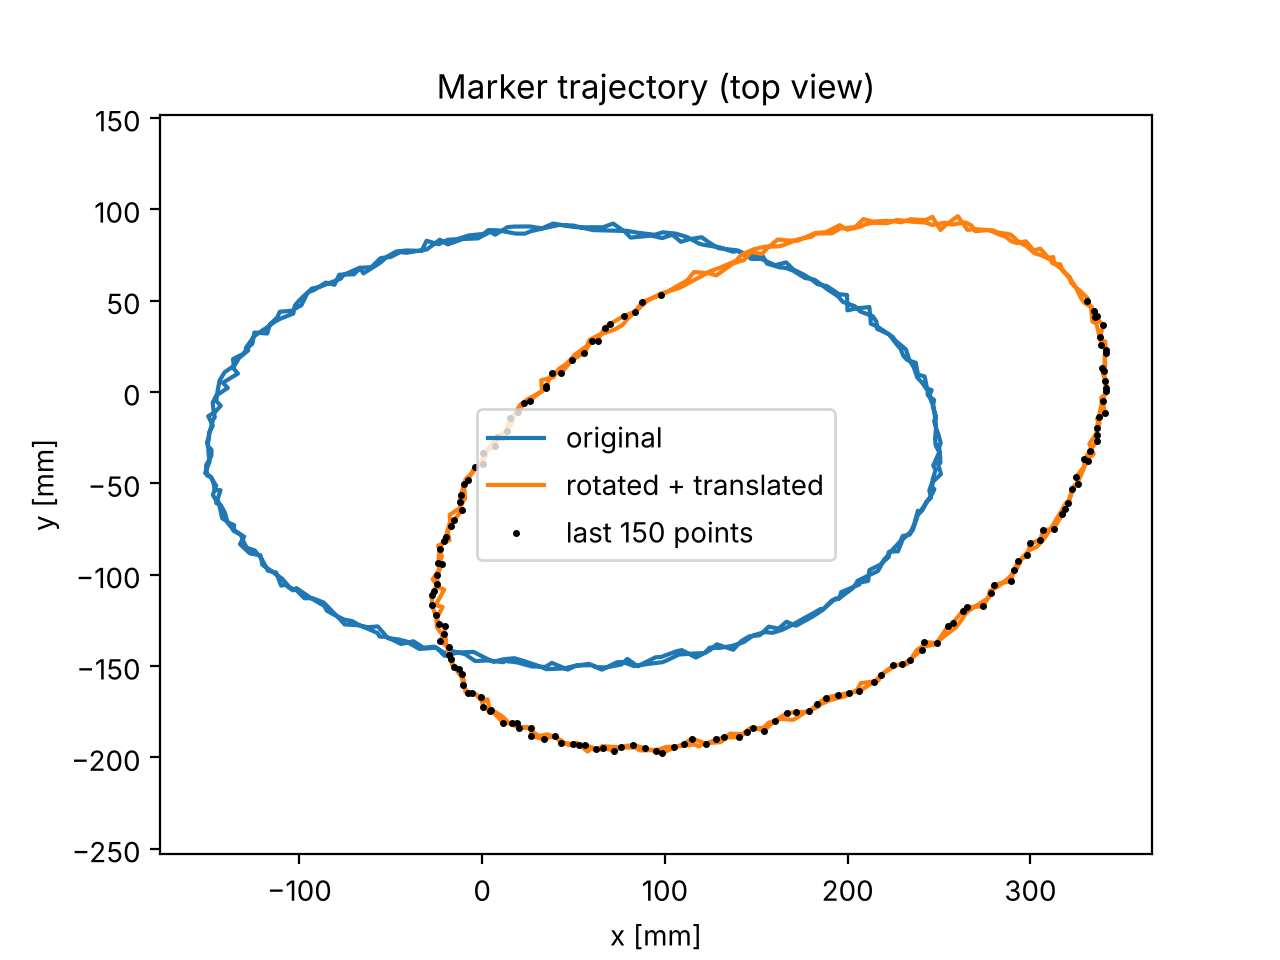 Marker trajectory (top view)
150
100
50
0
−50
−100
−150
−200
−250
y [mm]
original
rotated + translated
last 150 points
−100 0 100 200 300
x [mm]